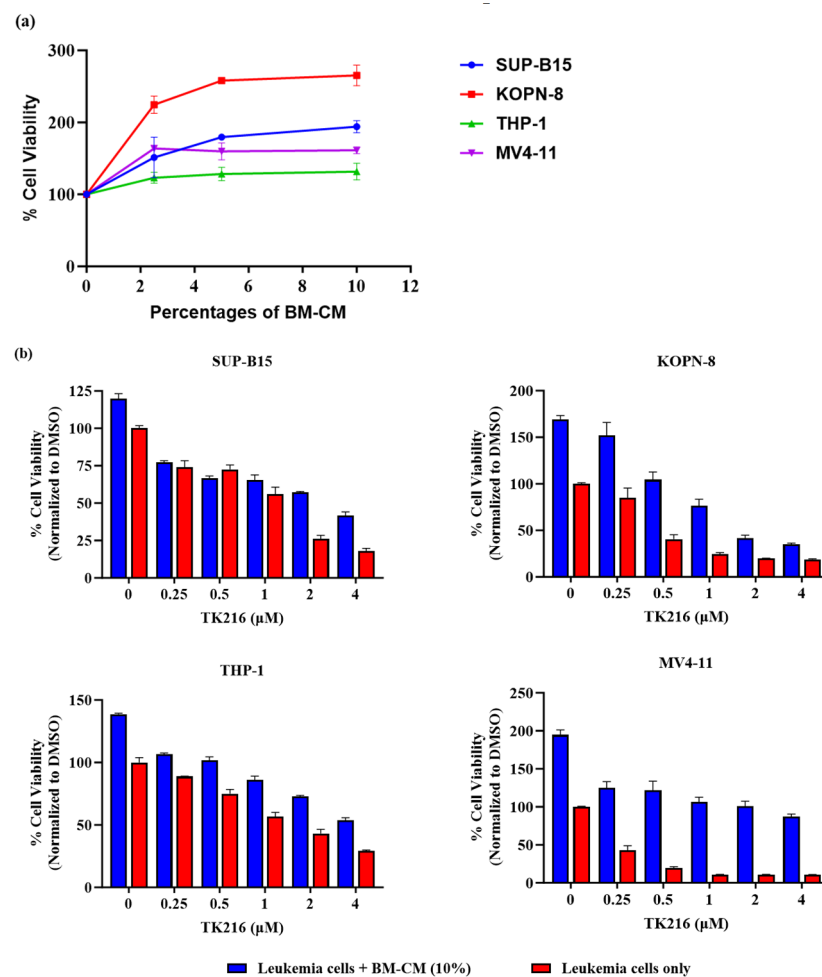 (a)
300
200
100
0
% Cell Viability
0 2 4 6 8 10 12
Percentages of BM-CM
SUP-B15
KOPN-8
THP-1
MV4-11
(b)
SUP-B15
125
100
75
50
25
0
% Cell Viability
(Normalized to DMSO)
0 0.25 0.5 1 2 4
TK216 (μM)
KOPN-8
200
150
100
50
0
% Cell Viability
(Normalized to DMSO)
0 0.25 0.5 1 2 4
TK216 (μM)
THP-1
150
100
50
0
% Cell Viability
(Normalized to DMSO)
0 0.25 0.5 1 2 4
TK216 (μM)
MV4-11
250
200
150
100
50
0
% Cell Viability
(Normalized to DMSO)
0 0.25 0.5 1 2 4
TK216 (μM)
Leukemia cells + BM-CM (10%)
Leukemia cells only